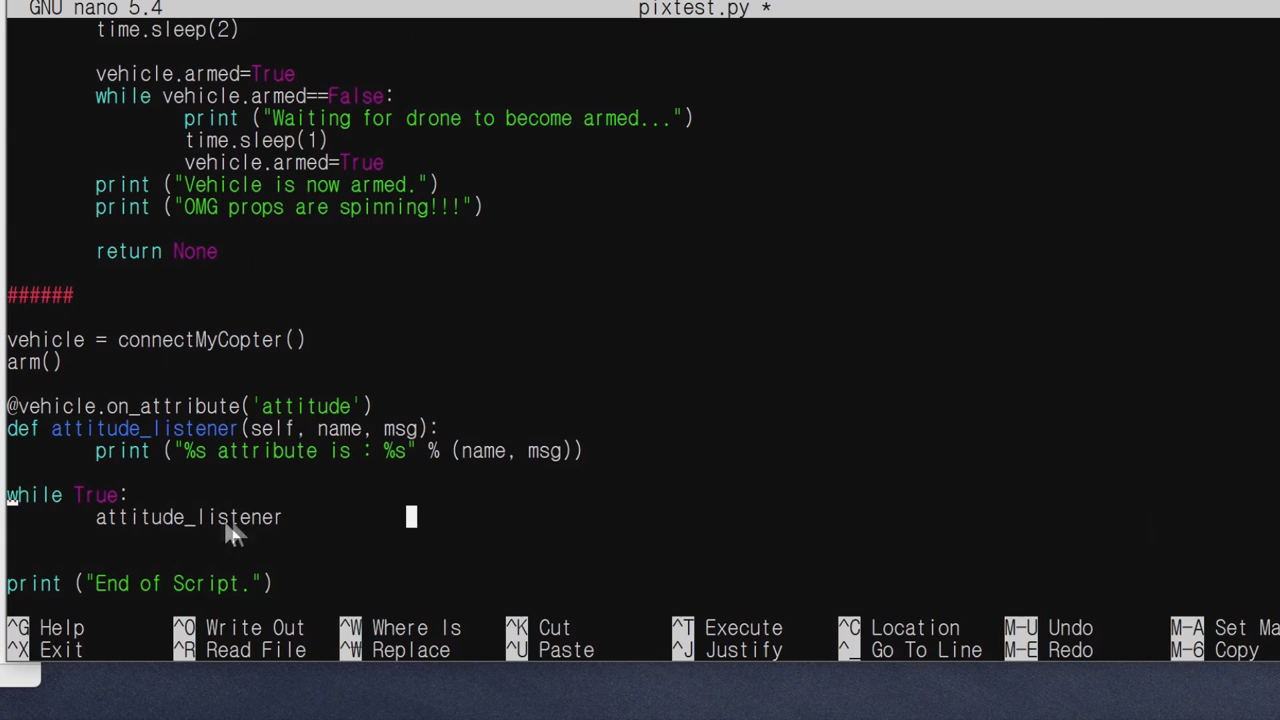 GNU nano 5.4 pixtest.py *
time.sleep(2)
vehicle.armed=True
while vehicle.armed==False:
print ("Waiting for drone to become armed...")
time.sleep(1)
vehicle.armed=True
print ("Vehicle is now armed.")
print ("OMG props are spinning!!!")
return None
######
vehicle = connectMyCopter()
arm()
@vehicle.on_attribute('attitude')
def attitude_listener(self, name, msg):
print ("%s attribute is : %s" % (name, msg))
while True:
attitude_listener
print ("End of Script.")
^G Help ^O Write Out ^W Where Is ^K Cut ^T Execute ^C Location M-U Undo M-A Set Ma
^X Exit ^R Read File ^W Replace ^U Paste ^J Justify ^_ Go To Line M-E Redo M-6 Copy